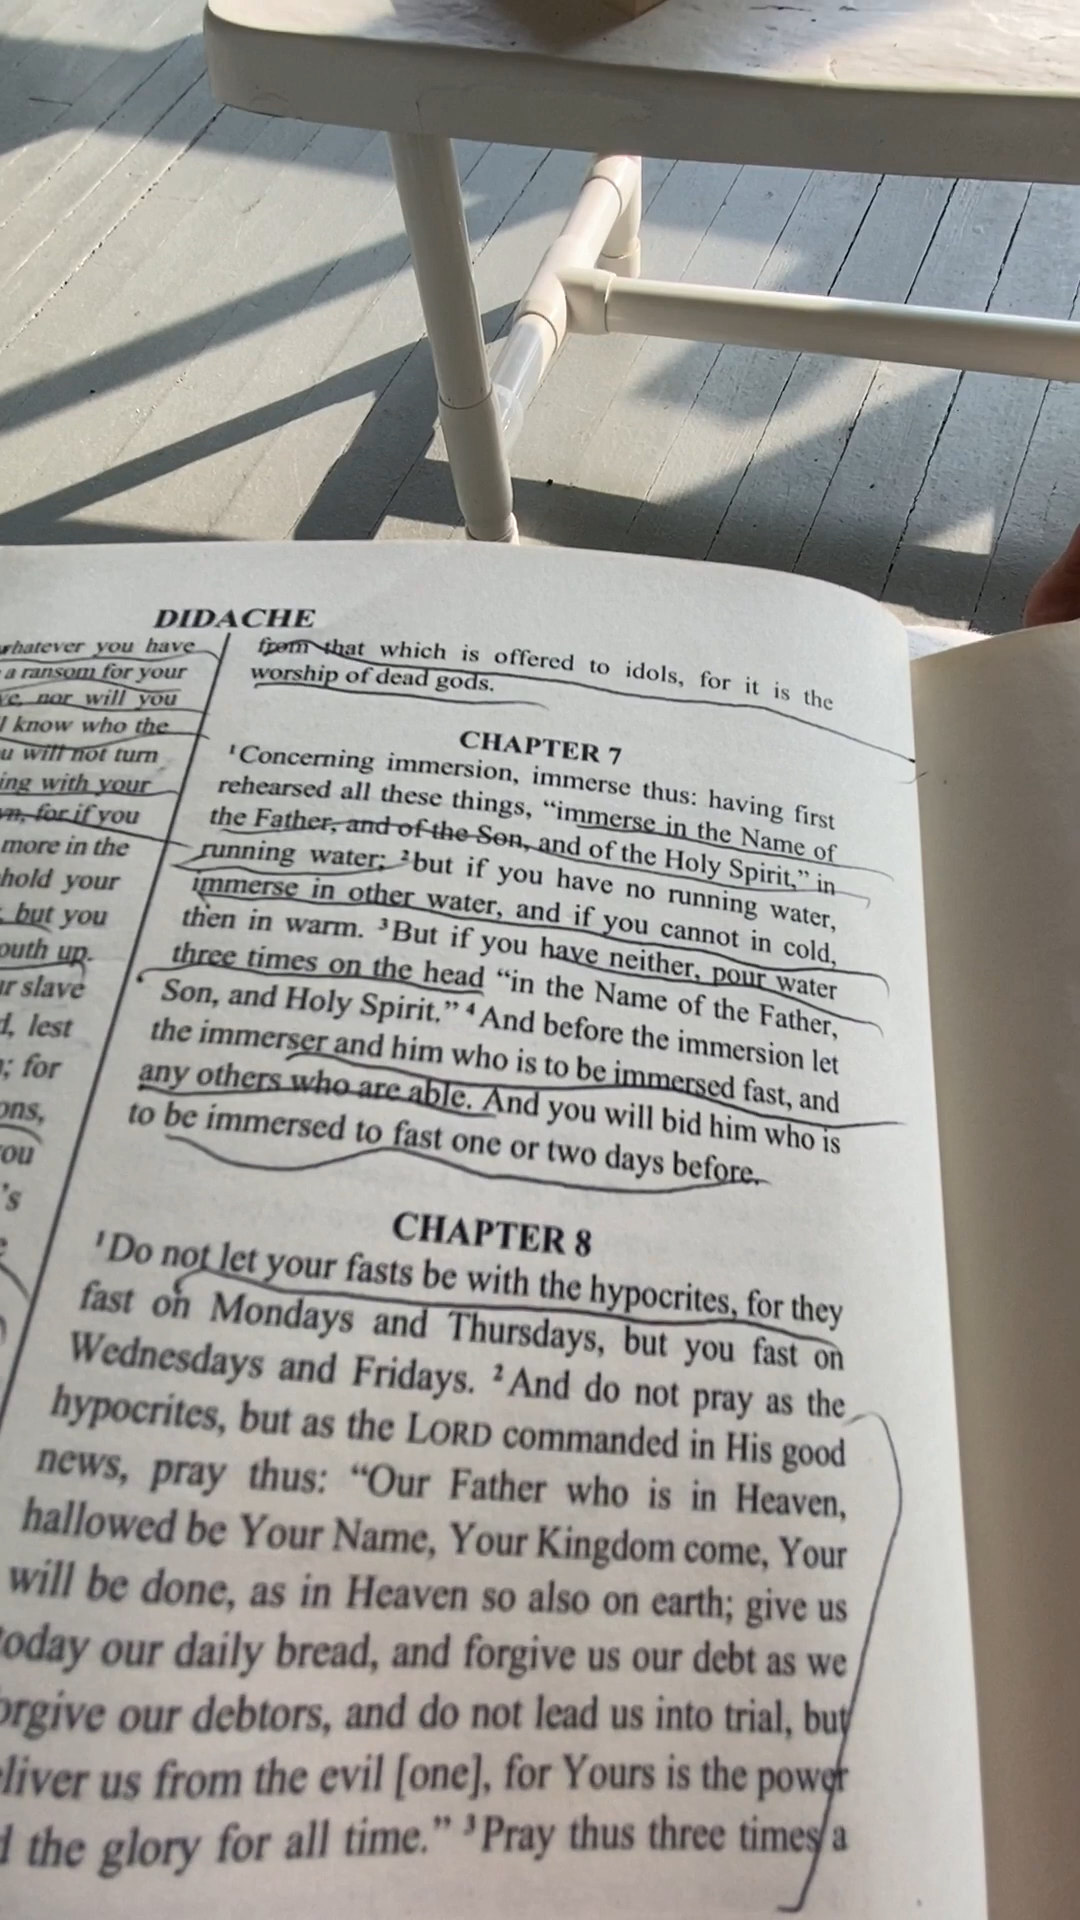 DIDACHE
whatever you have
a ransom for your
nor will you
know who the
will not turn
with your
for if you
more in the
hold your
but you
up.
slave
lest
for
's
from that which is offered to idols, for it is the
worship of dead gods.
CHAPTER 7
¹Concerning immersion, immerse thus: having first
rehearsed all these things, “immerse in the Name of
the Father, and of the Son, and of the Holy Spirit,” in
running water; ²but if you have no running water,
immerse in other water, and if you cannot in cold,
then in warm. ³But if you have neither, pour water
three times on the head “in the Name of the Father,
Son, and Holy Spirit.” ⁴And before the immersion let
the immerser and him who is to be immersed fast, and
any others who are able. And you will bid him who is
to be immersed to fast one or two days before.
CHAPTER 8
¹Do not let your fasts be with the hypocrites, for they
fast on Mondays and Thursdays, but you fast on
Wednesdays and Fridays. ²And do not pray as the
hypocrites, but as the LORD commanded in His good
news, pray thus: “Our Father who is in Heaven,
hallowed be Your Name, Your Kingdom come, Your
will be done, as in Heaven so also on earth; give us
today our daily bread, and forgive us our debt as we
forgive our debtors, and do not lead us into trial, but
deliver us from the evil [one], for Yours is the power
the glory for all time.” ³Pray thus three times a